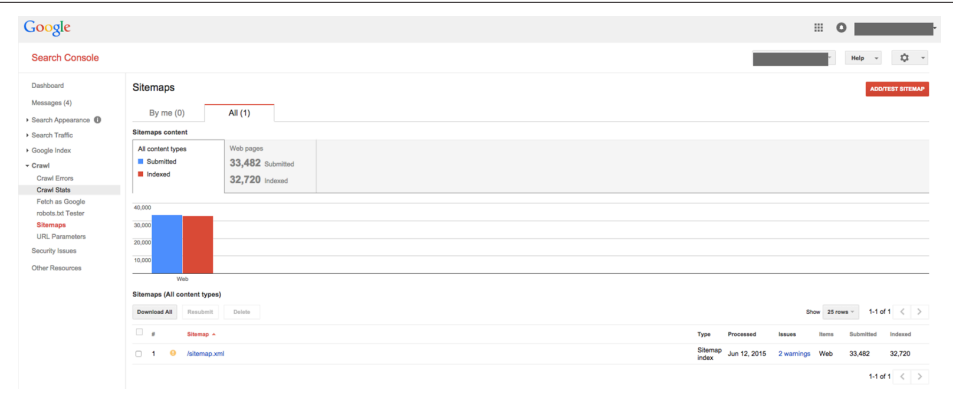 Google
Search Console
Help
Dashboard
Messages (4)
Search Appearance
Search Traffic
Google Index
Crawl
Crawl Errors
Crawl Stats
Fetch as Google
robots.txt Tester
Sitemaps
URL Parameters
Security Issues
Other Resources
Sitemaps
ADD/TEST SITEMAP
By me (0) All (1)
Sitemaps content
All content types
Submitted
Indexed
Web pages
33,482 Submitted
32,720 Indexed
40,000
30,000
20,000
10,000
Web
Sitemaps (All content types)
Download All Resubmit Delete Show 25 rows 1-1 of 1
# Sitemap Type Processed Issues Items Submitted Indexed
1 /sitemap.xml Sitemap index Jun 12, 2015 2 warnings Web 33,482 32,720
1-1 of 1